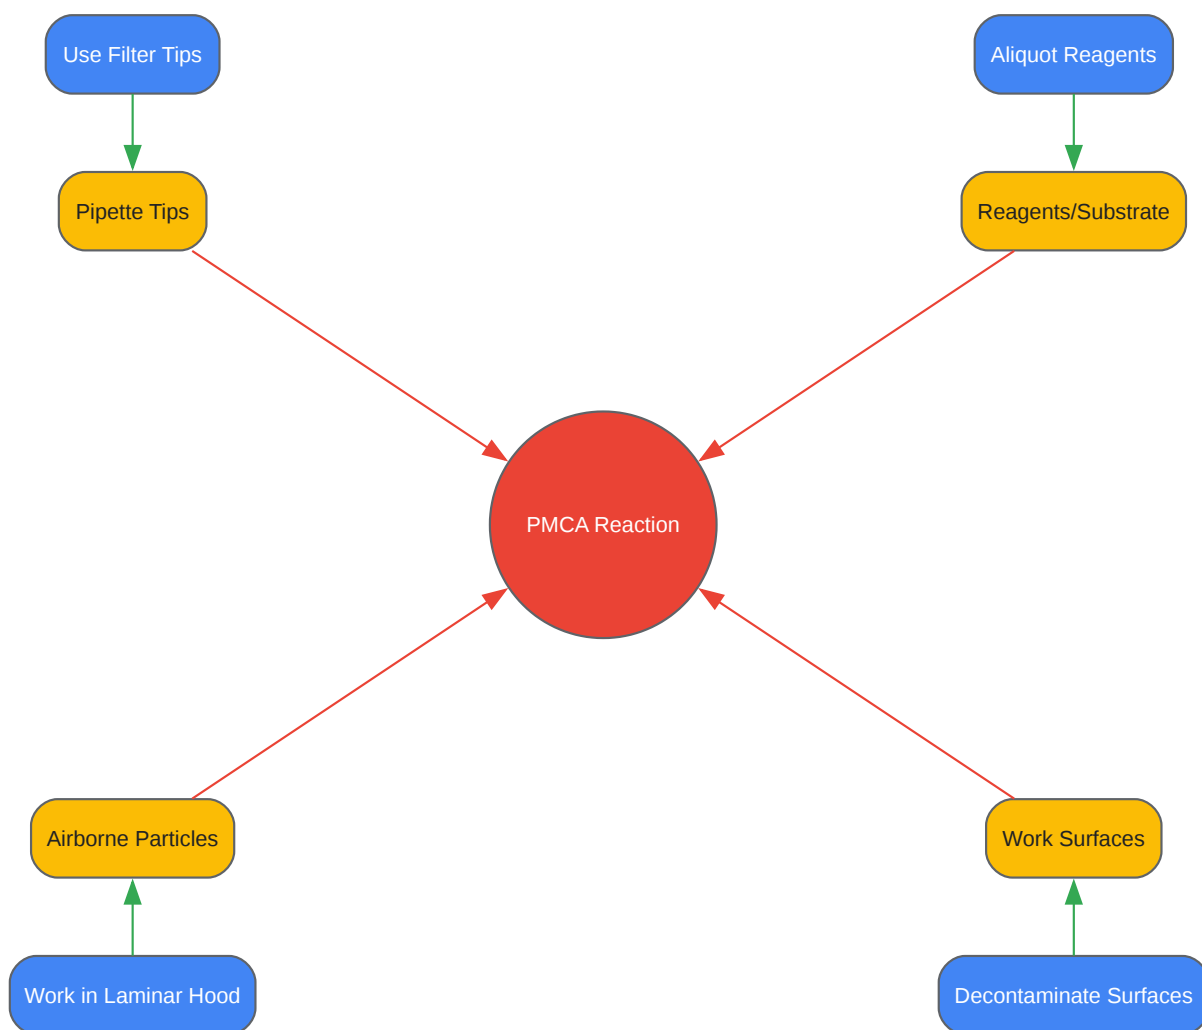 Use Filter Tips
Aliquot Reagents
Pipette Tips
Reagents/Substrate
PMCA Reaction
Airborne Particles
Work Surfaces
Work in Laminar Hood
Decontaminate Surfaces